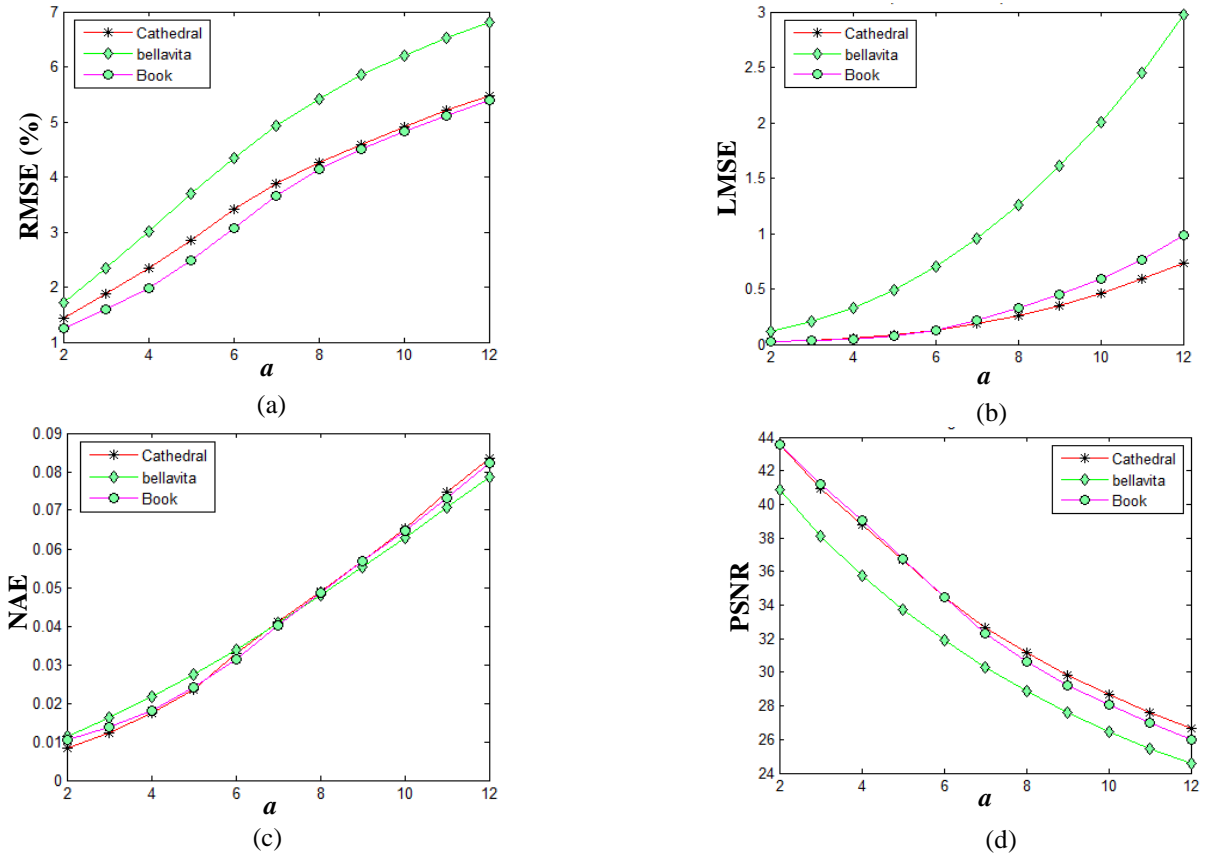 7
6
5
4
3
2
1
2
4
6
8
10
12
Cathedral
bellavita
Book
RMSE (%)
a
(a)
3
2.5
2
1.5
1
0.5
0
2
4
6
8
10
12
Cathedral
bellavita
Book
LMSE
a
(b)
0.09
0.08
0.07
0.06
0.05
0.04
0.03
0.02
0.01
0
2
4
6
8
10
12
Cathedral
bellavita
Book
NAE
a
(c)
44
42
40
38
36
34
32
30
28
26
24
2
4
6
8
10
12
Cathedral
bellavita
Book
PSNR
a
(d)